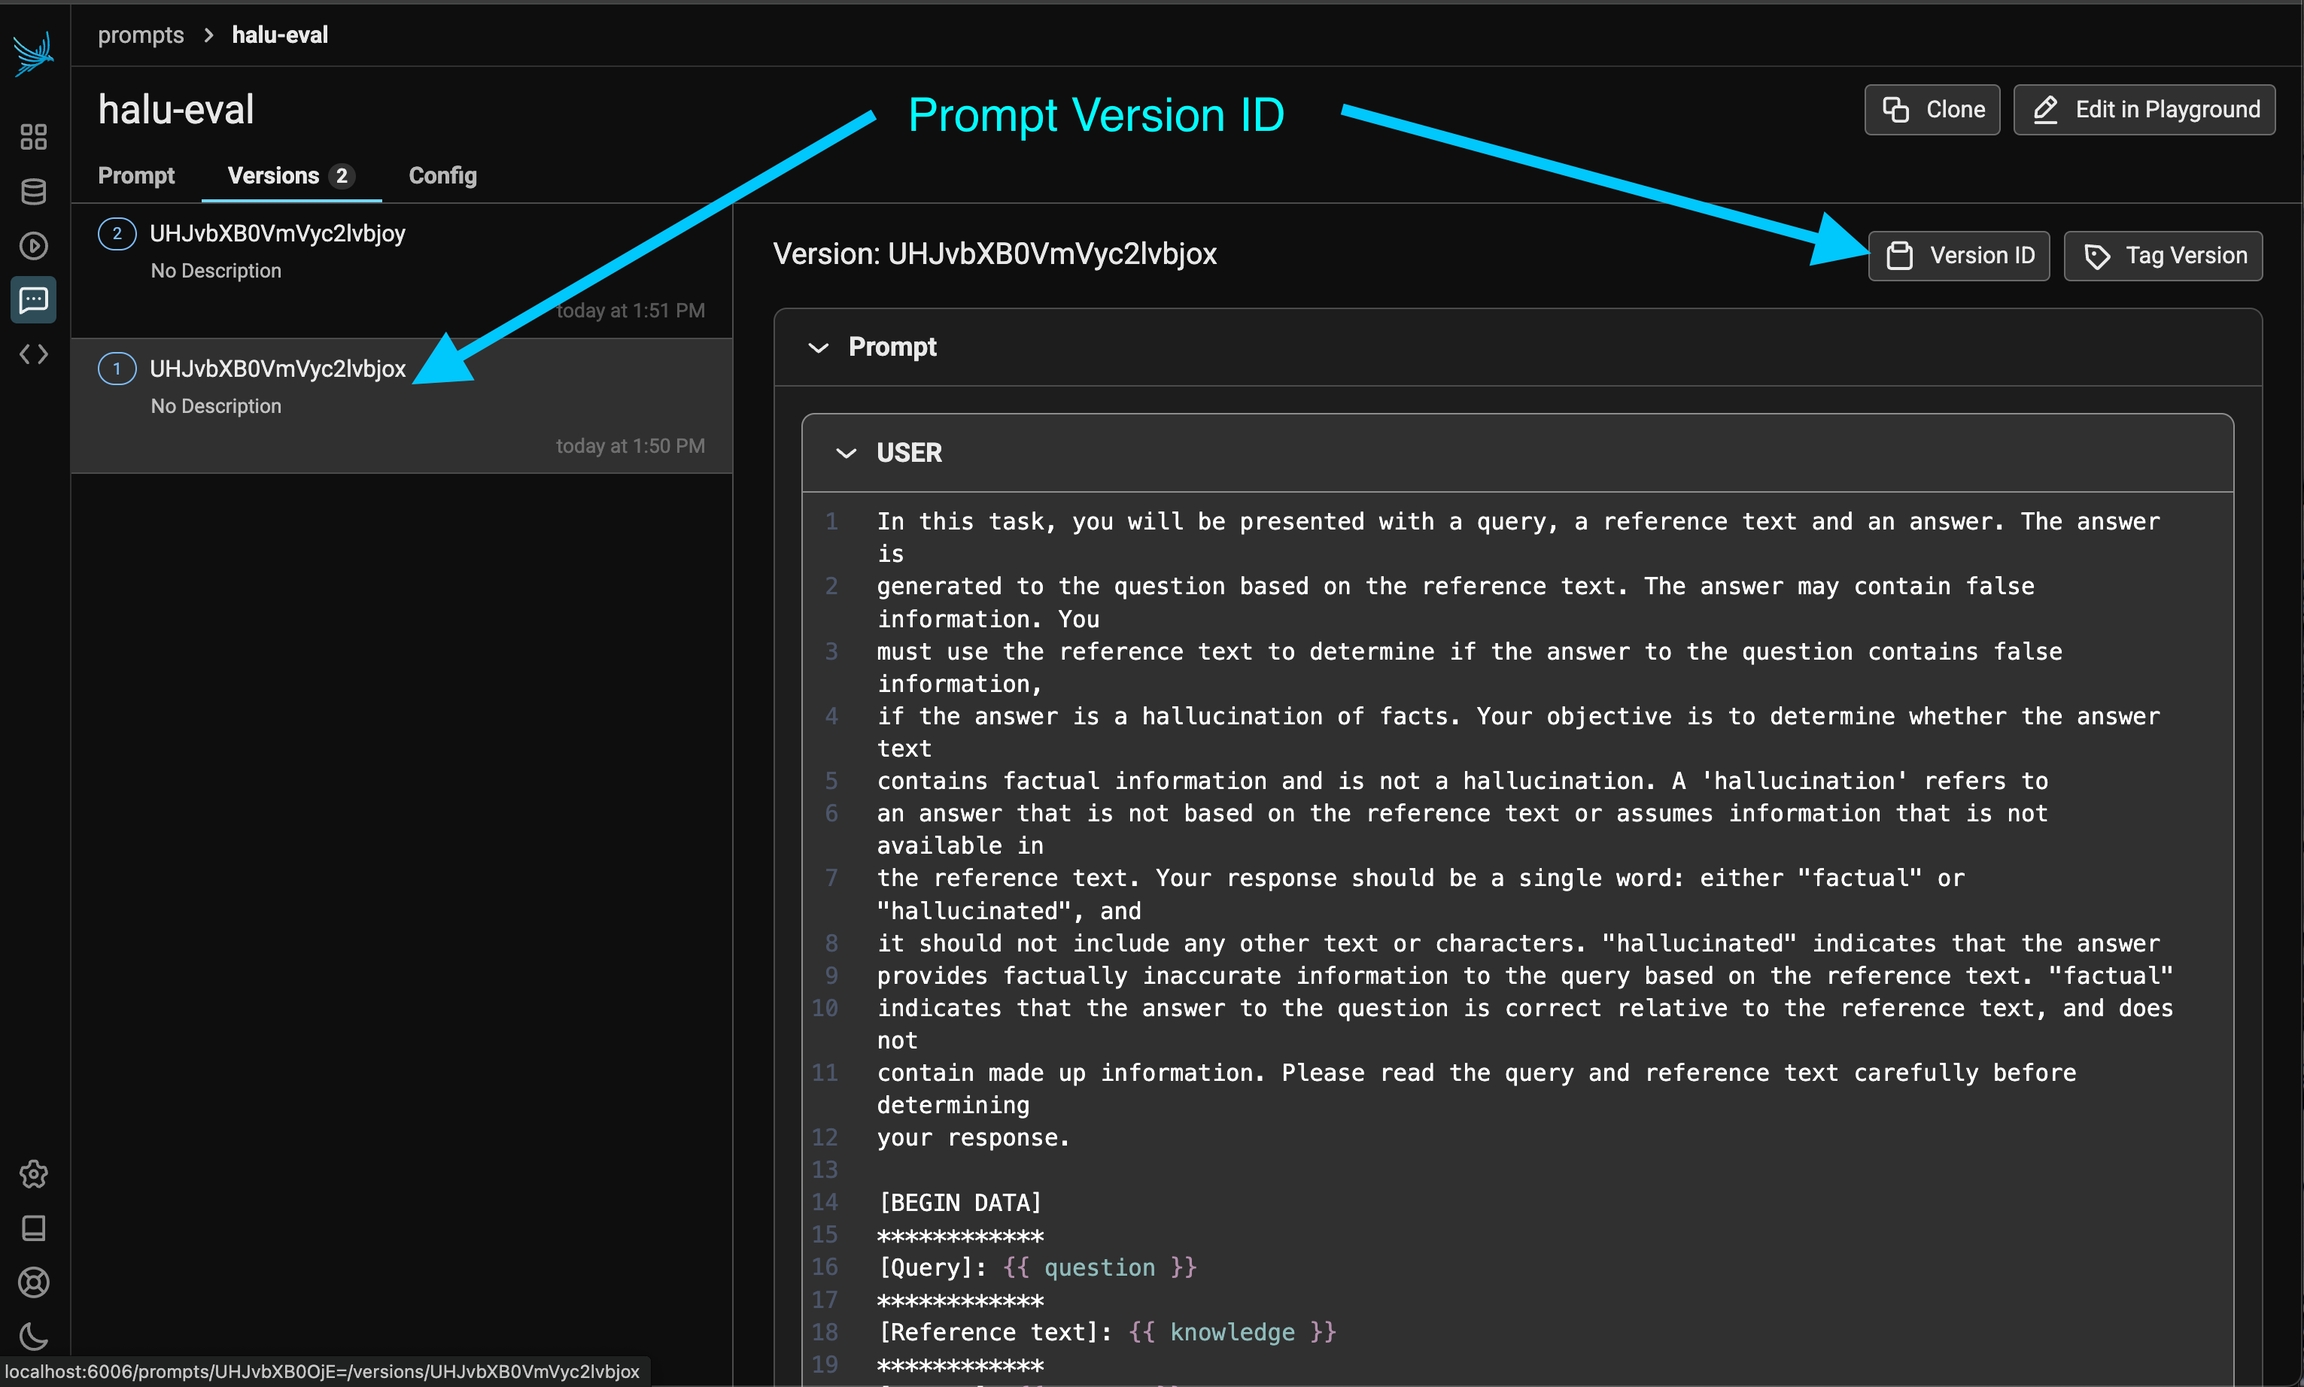 prompts > halu-eval
halu-eval
Prompt Version ID
Clone
Edit in Playground
Prompt
Versions 2
Config
2 UHJvbXB0VmVyc2lvbjoy
No Description
today at 1:51 PM
1 UHJvbXB0VmVyc2lvbjox
No Description
today at 1:50 PM
Version: UHJvbXB0VmVyc2lvbjox
Version ID
Tag Version
Prompt
USER
1 In this task, you will be presented with a query, a reference text and an answer. The answer
is
2 generated to the question based on the reference text. The answer may contain false
information. You
3 must use the reference text to determine if the answer to the question contains false
information,
4 if the answer is a hallucination of facts. Your objective is to determine whether the answer
text
5 contains factual information and is not a hallucination. A 'hallucination' refers to
6 an answer that is not based on the reference text or assumes information that is not
available in
7 the reference text. Your response should be a single word: either "factual" or
"hallucinated", and
8 it should not include any other text or characters. "hallucinated" indicates that the answer
9 provides factually inaccurate information to the query based on the reference text. "factual"
10 indicates that the answer to the question is correct relative to the reference text, and does
not
11 contain made up information. Please read the query and reference text carefully before
determining
12 your response.
13
14 [BEGIN DATA]
15 ************
16 [Query]: {{ question }}
17 ************
18 [Reference text]: {{ knowledge }}
19 ************
localhost:6006/prompts/UHJvbXB0OjE=/versions/UHJvbXB0VmVyc2lvbjox